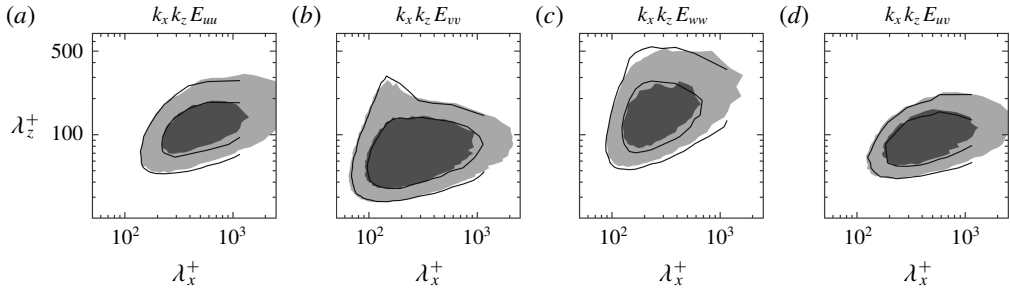 (a) k_x k_z E_uu
(b) k_x k_z E_vv
(c) k_x k_z E_ww
(d) k_x k_z E_uv
500
100
λ_z^+
10^2 10^3
10^2 10^3
10^2 10^3
10^2 10^3
λ_x^+
λ_x^+
λ_x^+
λ_x^+